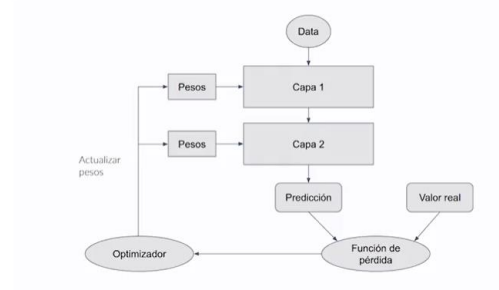 Data
Pesos
Capa 1
Pesos
Capa 2
Actualizar
pesos
Predicción
Valor real
Optimizador
Función de
pérdida